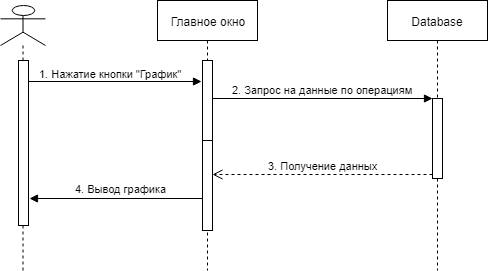 Главное окно
Database
1. Нажатие кнопки "График"
2. Запрос на данные по операциям
3. Получение данных
4. Вывод графика